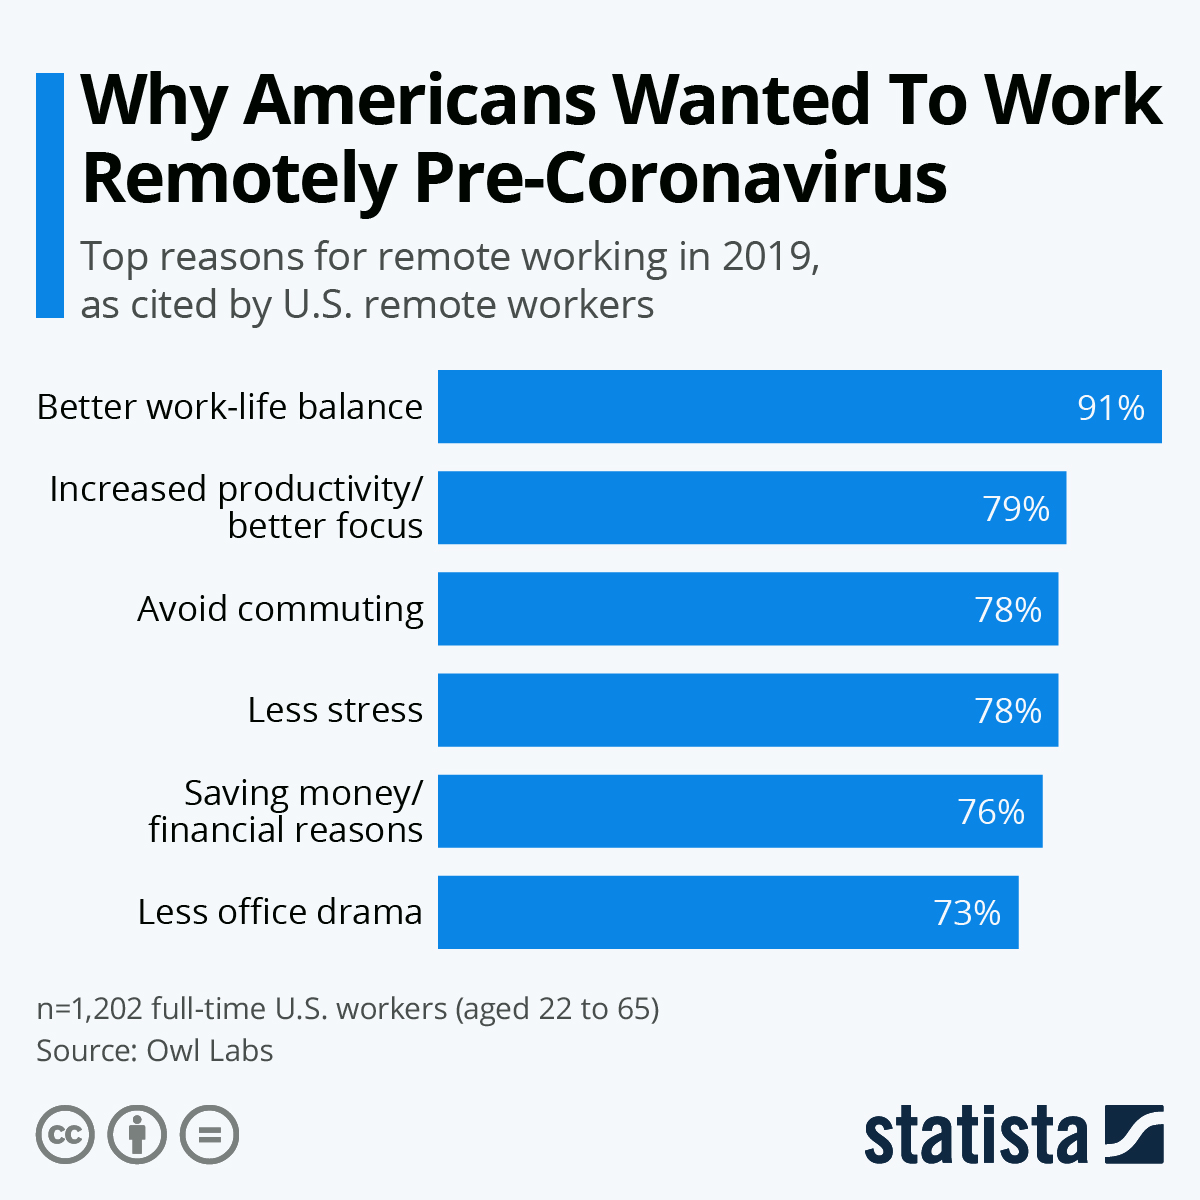 Why Americans Wanted To Work
Remotely Pre-Coronavirus
Top reasons for remote working in 2019,
as cited by U.S. remote workers
Better work-life balance
91%
Increased productivity/
better focus
79%
Avoid commuting
78%
Less stress
78%
Saving money/
financial reasons
76%
Less office drama
73%
n=1,202 full-time U.S. workers (aged 22 to 65)
Source: Owl Labs
cc
statista